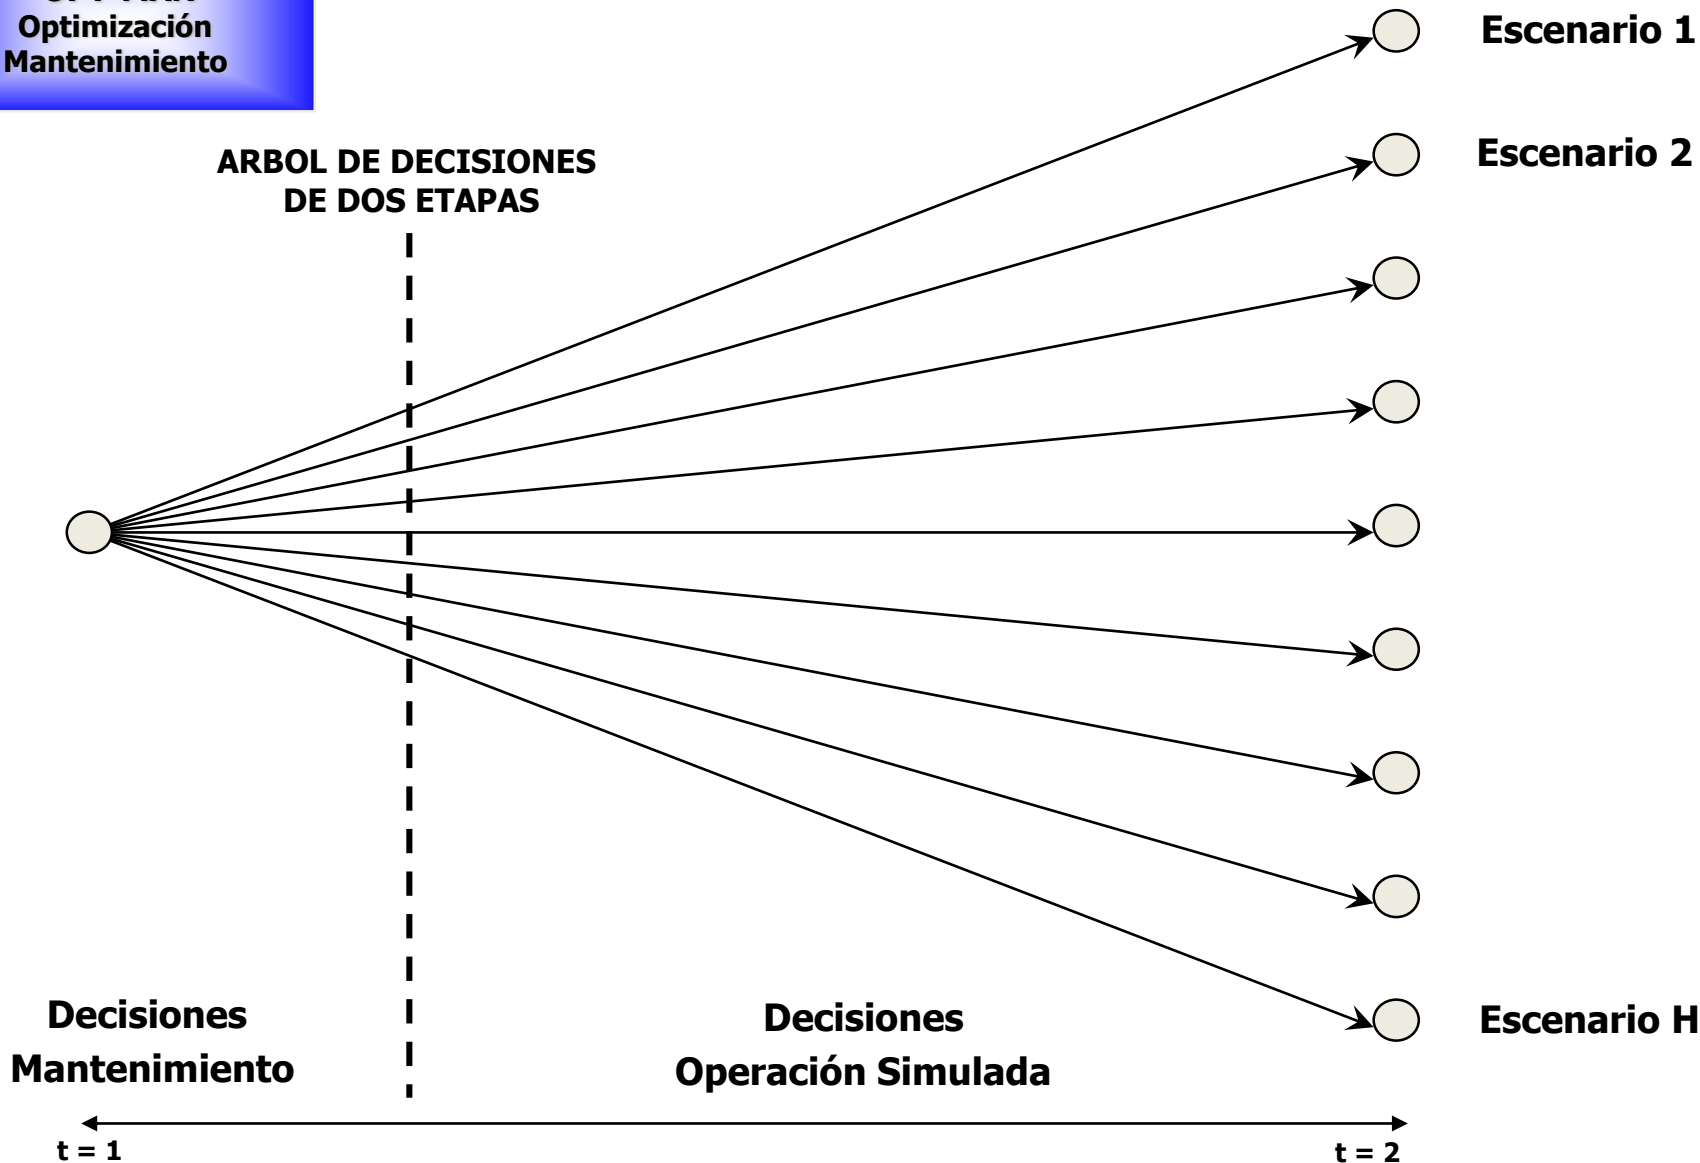 Optimización
Mantenimiento
Escenario 1
ARBOL DE DECISIONES
DE DOS ETAPAS
Escenario 2
Decisiones
Mantenimiento
Decisiones
Operación Simulada
Escenario H
t = 1
t = 2